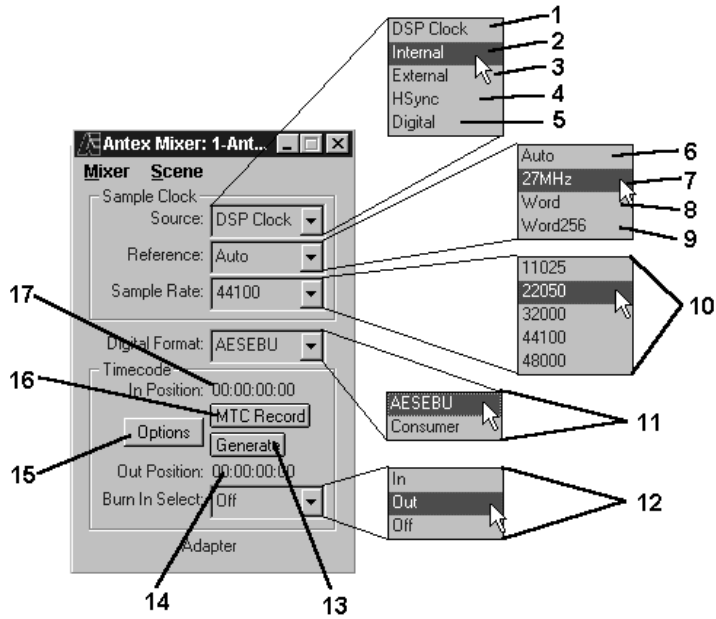 DSP Clock 1
Internal 2
External 3
HSync 4
Digital 5
Antex Mixer: 1-Ant...
Mixer Scene
Sample Clock
Source: DSP Clock
Reference: Auto
Sample Rate: 44100
Auto 6
27MHz 7
Word 8
Word256 9
11025
22050
32000
44100
48000
10
17
Digital Format: AESEBU
Timecode
In Position: 00:00:00:00
16
MTC Record
Options
15
Generate
Out Position: 00:00:00:00
Burn In Select: Off
AESEBU
Consumer
11
In
Out
Off
12
Adapter
14
13